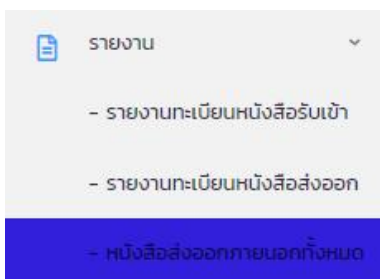 รายงาน
- รายงานทะเบียนหนังสือรับเข้า
- รายงานทะเบียนหนังสือส่งออก
- หนังสือส่งออกภายนอกทั้งหมด